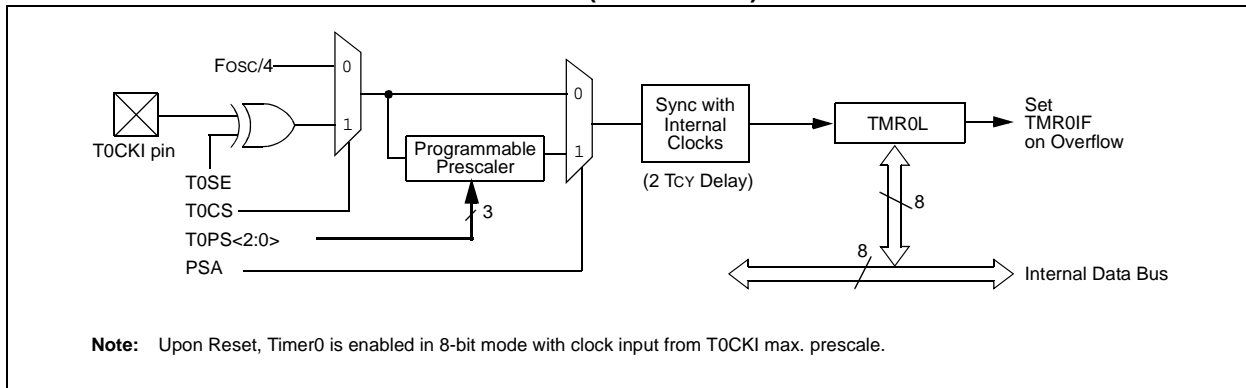 FOSC/4
0
1
T0CKI pin
T0SE
T0CS
T0PS<2:0>
PSA
Programmable
Prescaler
3
0
1
Sync with
Internal
Clocks
(2 TCY Delay)
TMR0L
Set
TMR0IF
on Overflow
8
8
Internal Data Bus
Note: Upon Reset, Timer0 is enabled in 8-bit mode with clock input from T0CKI max. prescale.